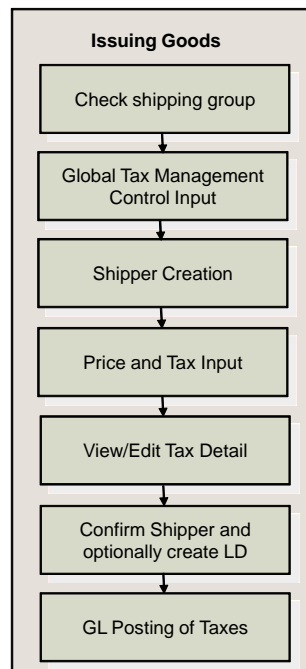 Issuing Goods
Check shipping group
Global Tax Management
Control Input
Shipper Creation
Price and Tax Input
View/Edit Tax Detail
Confirm Shipper and
optionally create LD
GL Posting of Taxes